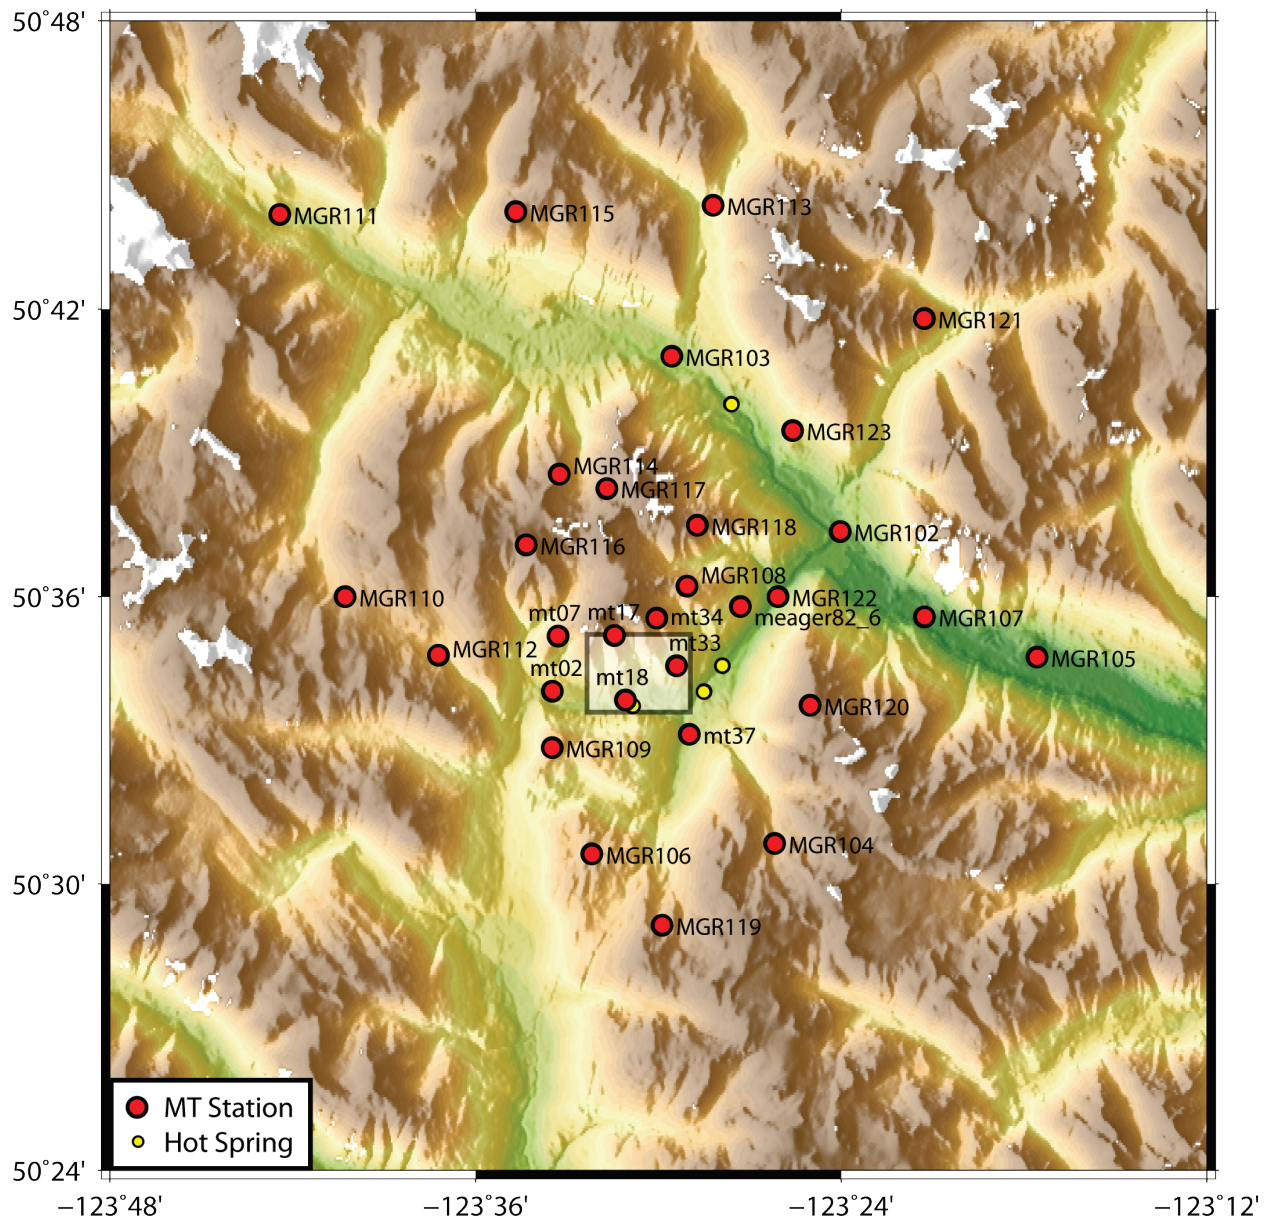 50°48'
MGR111
MGR115
MGR113
50°42'
MGR121
MGR103
MGR123
MGR114
MGR117
MGR118
MGR102
MGR116
MGR108
50°36'
MGR110
MGR122
mt07
mt17
mt34
meager82_6
MGR107
mt33
MGR112
MGR105
mt02
mt18
MGR120
mt37
MGR109
MGR104
MGR106
50°30'
MGR119
MT Station
Hot Spring
50°24'
−123°48'
−123°36'
−123°24'
−123°12'